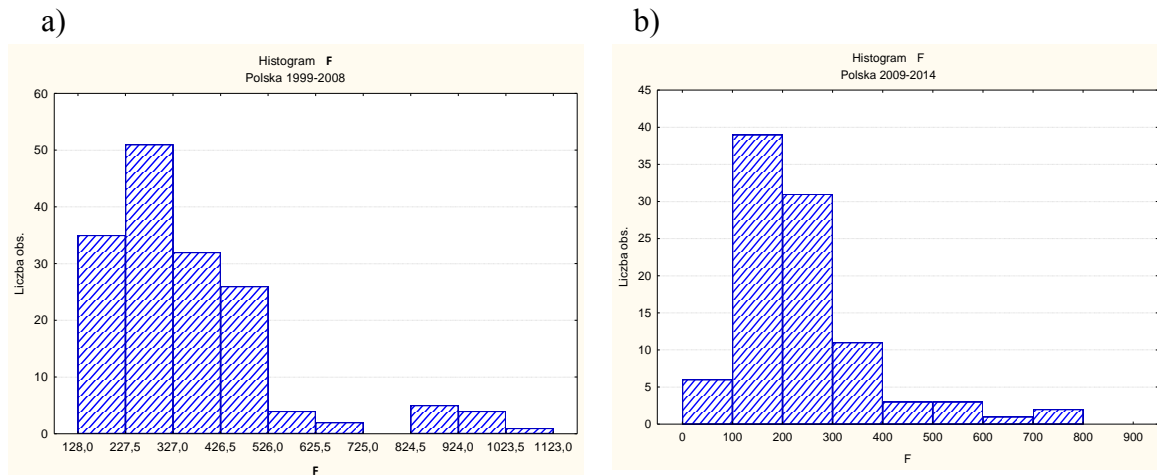 a)
Histogram F
Polska 1999-2008
60
50
40
30
20
10
0
Liczba obs.
128,0 227,5 327,0 426,5 526,0 625,5 725,0 824,5 924,0 1023,5 1123,0
F
b)
Histogram F
Polska 2009-2014
45
40
35
30
25
20
15
10
5
0
Liczba obs.
0 100 200 300 400 500 600 700 800 900
F